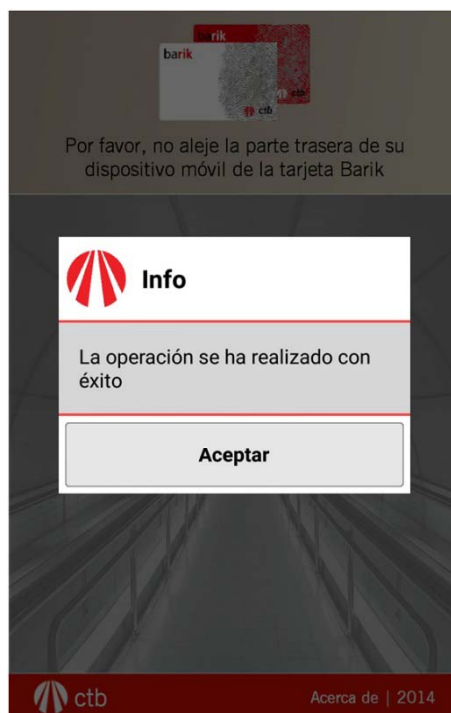 barik
barik
ctb
ctb
Por favor, no aleje la parte trasera de su
dispositivo móvil de la tarjeta Barik
Info
La operación se ha realizado con
éxito
Aceptar
ctb
Acerca de | 2014